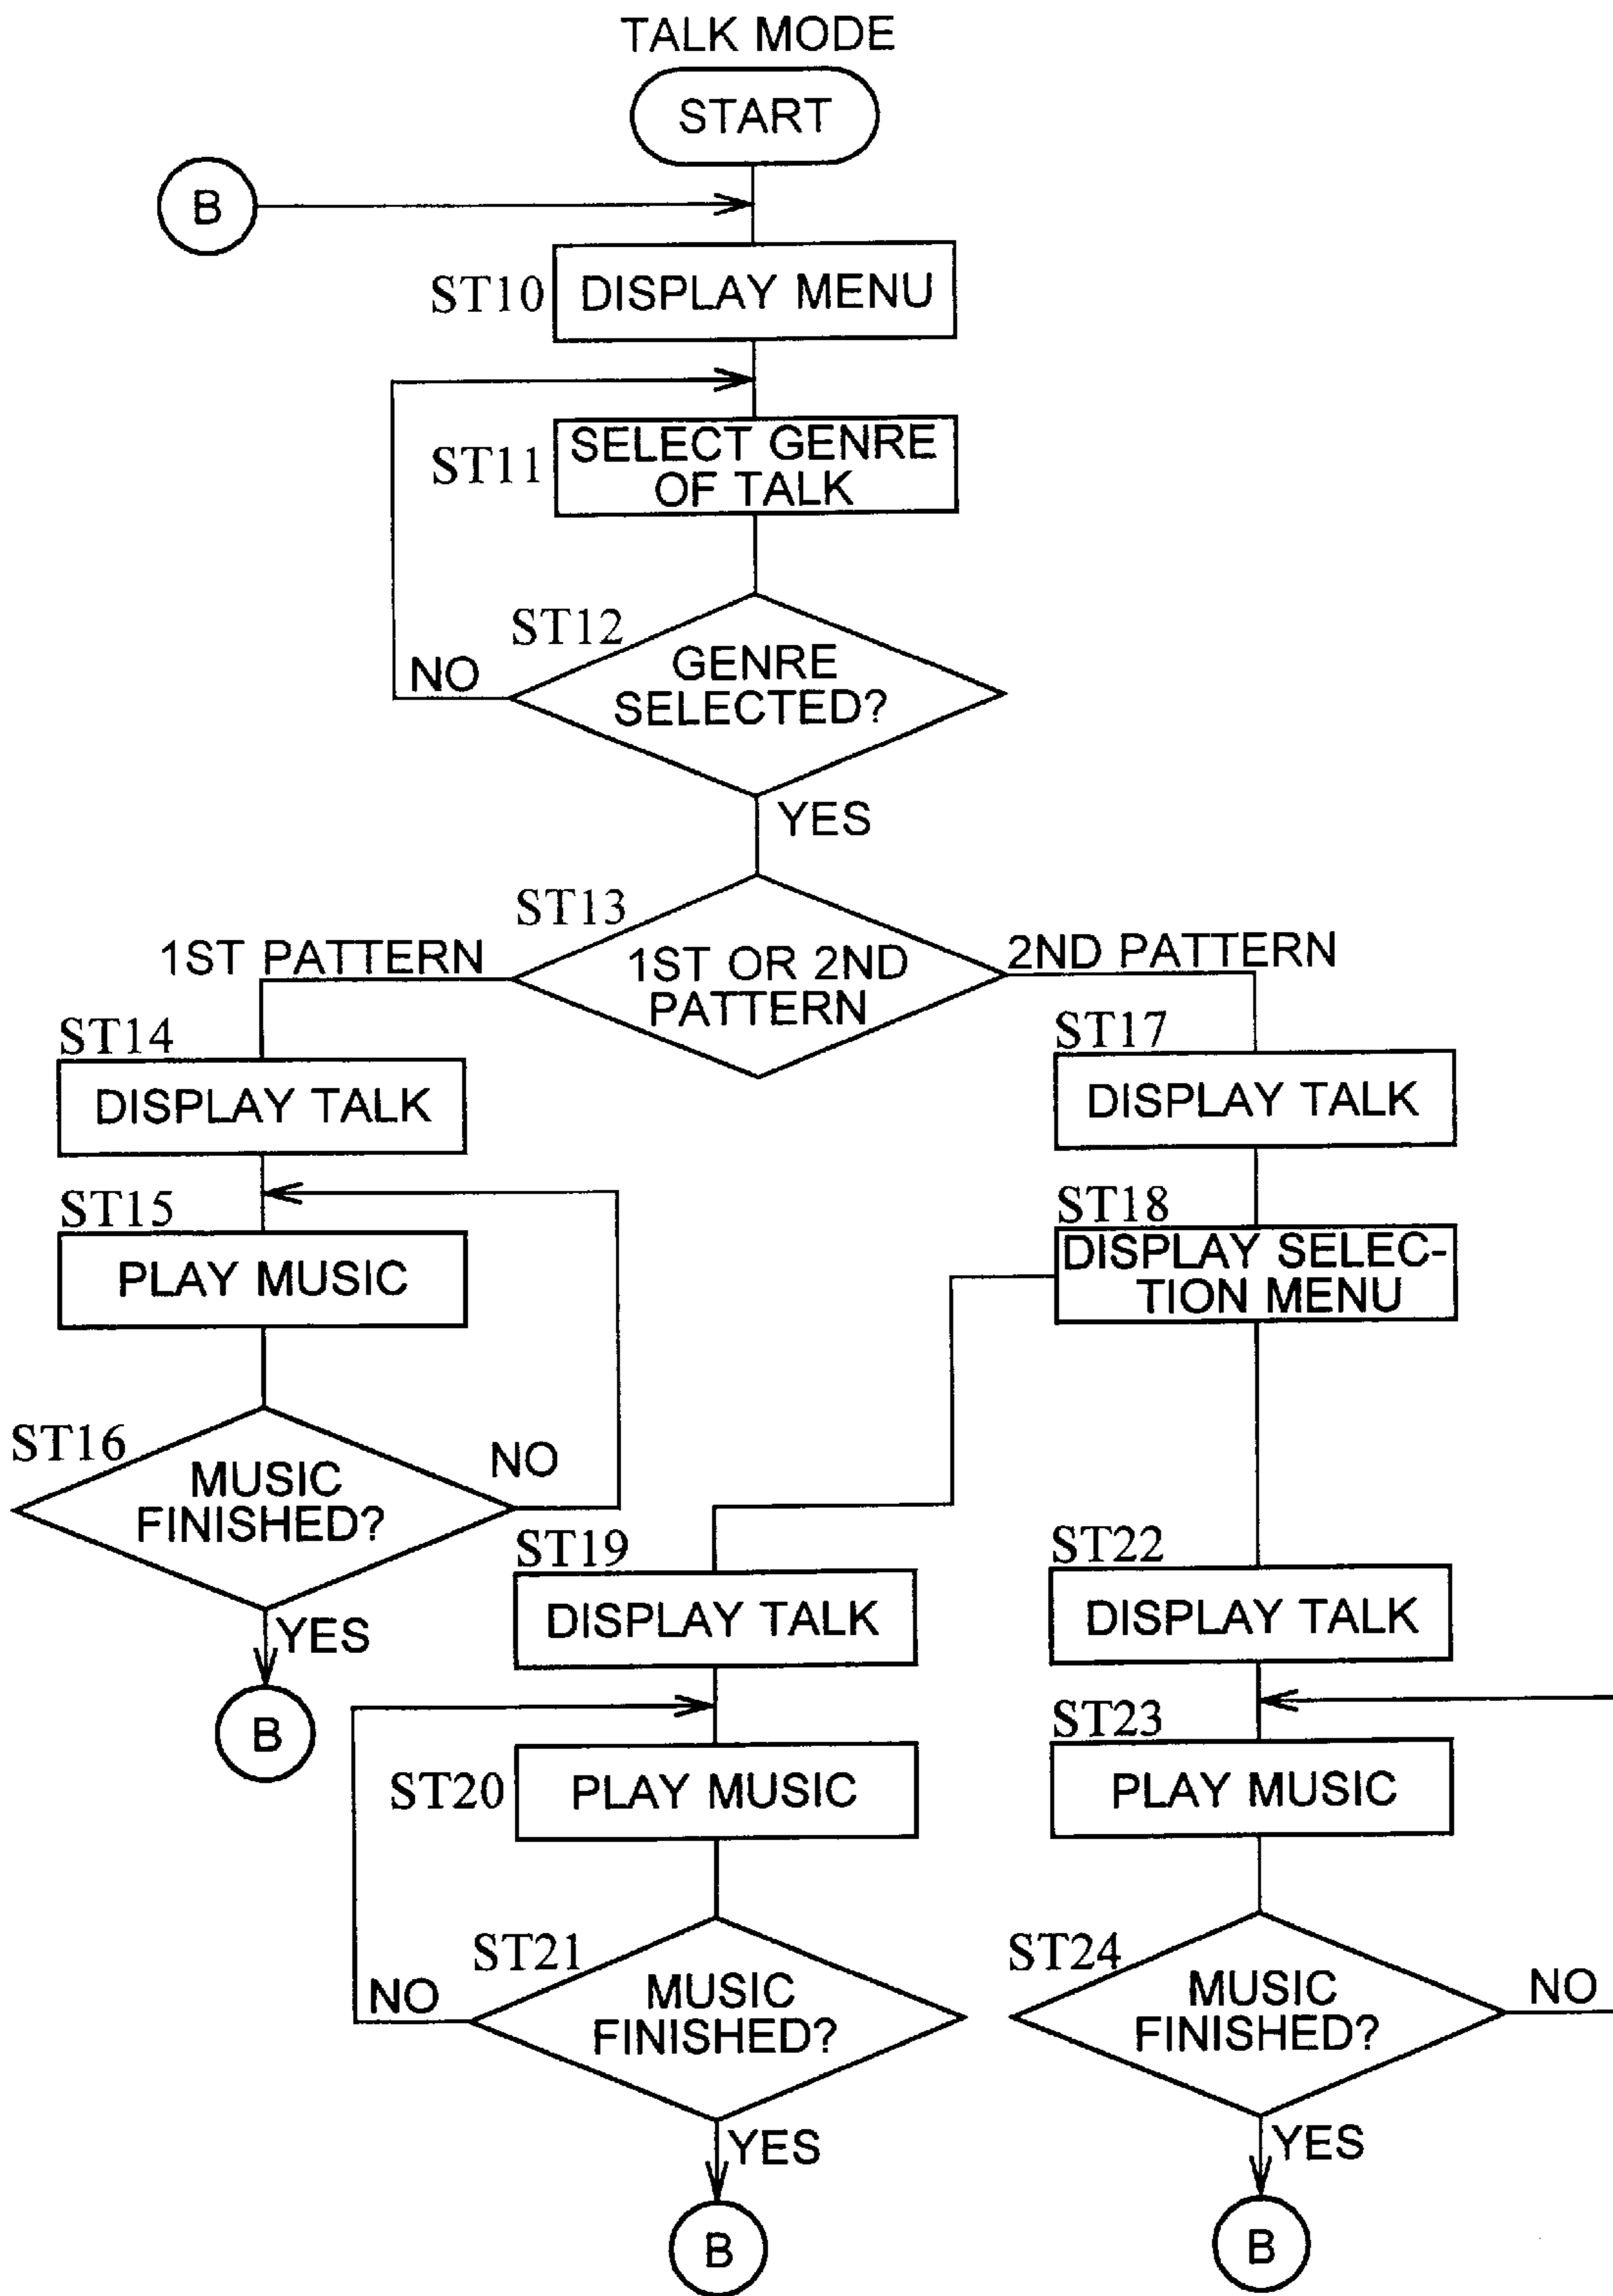 TALK MODE
START
B
ST10
DISPLAY MENU
ST11
SELECT GENRE
OF TALK
ST12
GENRE
SELECTED?
NO
YES
ST13
1ST PATTERN
1ST OR 2ND
PATTERN
2ND PATTERN
ST14
DISPLAY TALK
ST17
DISPLAY TALK
ST15
PLAY MUSIC
ST18
DISPLAY SELEC-
TION MENU
ST16
MUSIC
FINISHED?
NO
YES
B
ST19
DISPLAY TALK
ST22
DISPLAY TALK
ST20
PLAY MUSIC
ST23
PLAY MUSIC
ST21
MUSIC
FINISHED?
NO
YES
B
ST24
MUSIC
FINISHED?
NO
YES
B